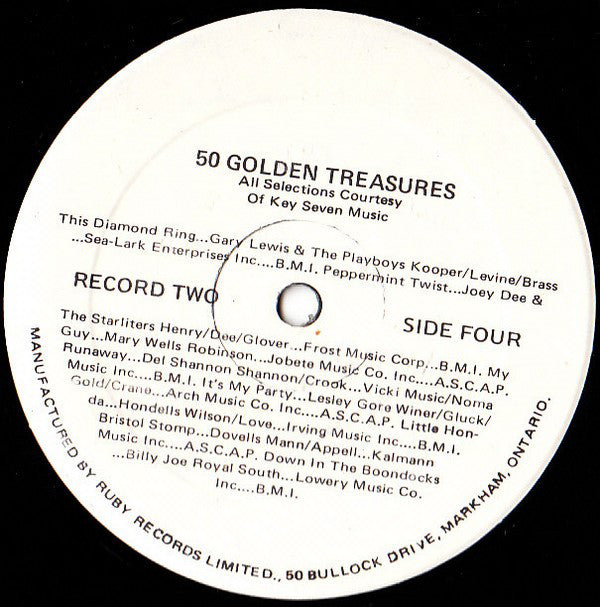 50 GOLDEN TREASURES
All Selections Courtesy
Of Key Seven Music
This Diamond Ring...Gary Lewis & The Playboys Kooper/Levine/Brass
...Sea-Lark Enterprises Inc....B.M.I. Peppermint Twist...Joey Dee &
RECORD TWO
SIDE FOUR
The Starliters Henry/Dee/Glover...Frost Music Corp...B.M.I. My
Guy...Mary Wells Robinson...Jobete Music Co. Inc....A.S.C.A.P.
Runaway...Del Shannon Shannon/Crook...Vicki Music/Noma
Music Inc....B.M.I. It's My Party...Lesley Gore Winer/Gluck/
Gold/Crane...Arch Music Co. Inc....A.S.C.A.P. Little Hon-
da...Hondells Wilson/Love...Irving Music Inc...B.M.I.
Bristol Stomp...Dovells Mann/Appell...Kalmann
Music Inc....A.S.C.A.P. Down In The Boondocks
...Billy Joe Royal South...Lowery Music Co.
Inc....B.M.I.
MANUFACTURED BY RUBY RECORDS LIMITED., 50 BULLOCK DRIVE, MARKHAM, ONTARIO.